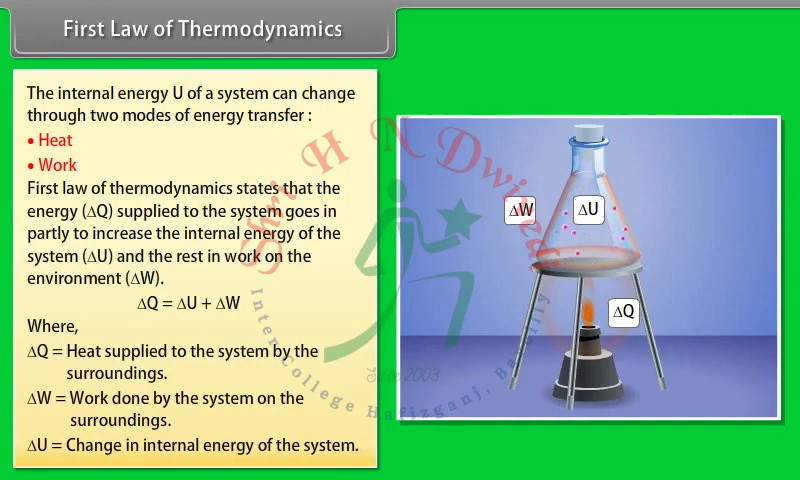 First Law of Thermodynamics
The internal energy U of a system can change
through two modes of energy transfer :
• Heat
• Work
First law of thermodynamics states that the
energy (ΔQ) supplied to the system goes in
partly to increase the internal energy of the
system (ΔU) and the rest in work on the
environment (ΔW).
ΔQ = ΔU + ΔW
Where,
ΔQ = Heat supplied to the system by the
surroundings.
ΔW = Work done by the system on the
surroundings.
ΔU = Change in internal energy of the system.
ΔW
ΔU
ΔQ
Shri H N Dwivedi
Inter College Hafizganj, Bareilly
Since 2003